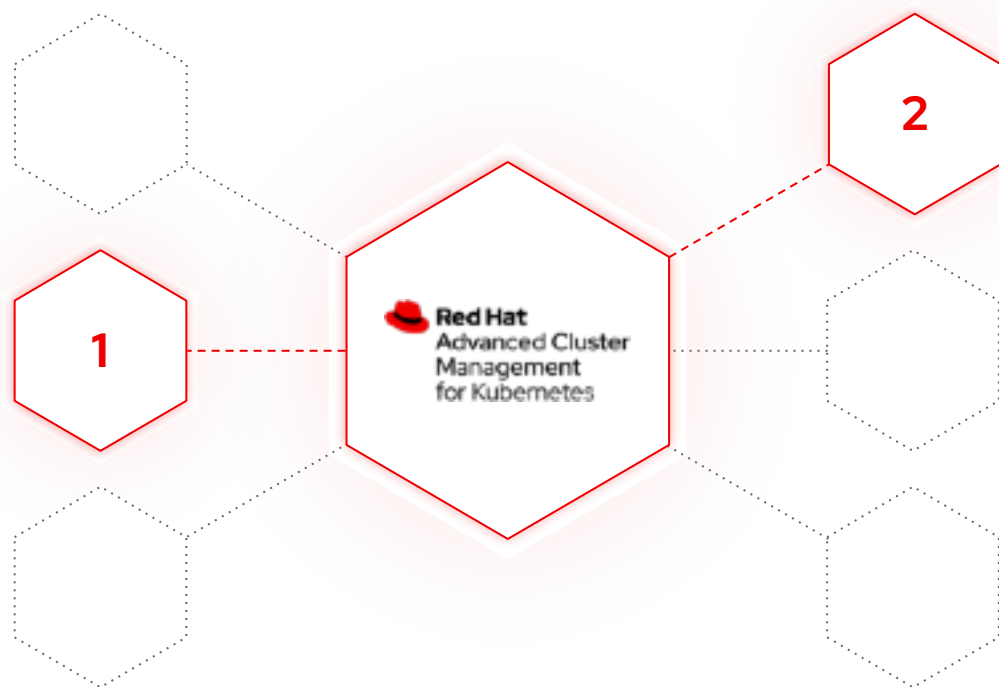 2
1
Red Hat
Advanced Cluster
Management
for Kubernetes